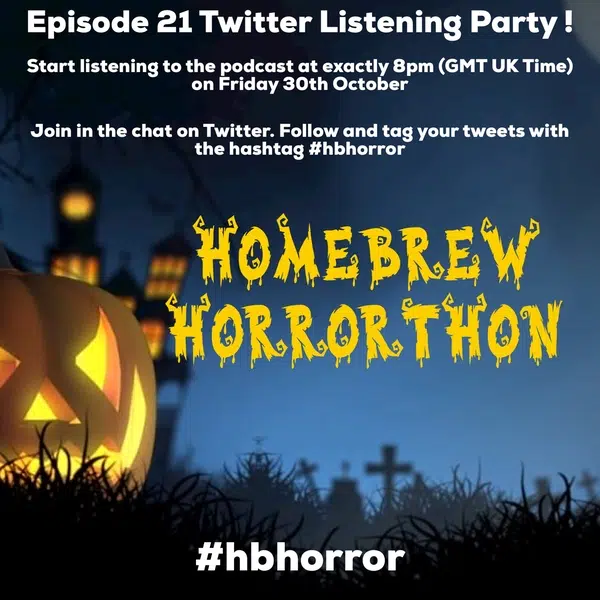 Episode 21 Twitter Listening Party !
Start listening to the podcast at exactly 8pm (GMT UK Time)
on Friday 30th October
Join in the chat on Twitter. Follow and tag your tweets with
the hashtag #hbhorror
HOMEBREW
HORRORTHON
#hbhorror